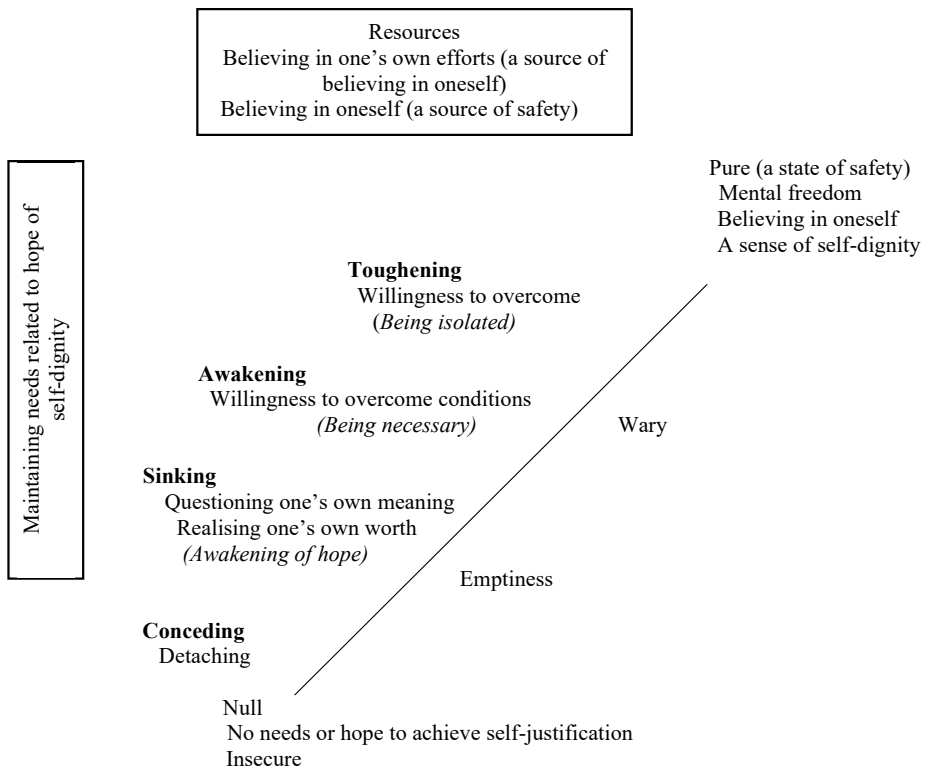 Resources
Believing in one’s own efforts (a source of
believing in oneself)
Believing in oneself (a source of safety)
Maintaining needs related to hope of
self-dignity
Pure (a state of safety)
Mental freedom
Believing in oneself
A sense of self-dignity
Toughening
Willingness to overcome
(Being isolated)
Awakening
Willingness to overcome conditions
(Being necessary)
Wary
Sinking
Questioning one’s own meaning
Realising one’s own worth
(Awakening of hope)
Emptiness
Conceding
Detaching
Null
No needs or hope to achieve self-justification
Insecure